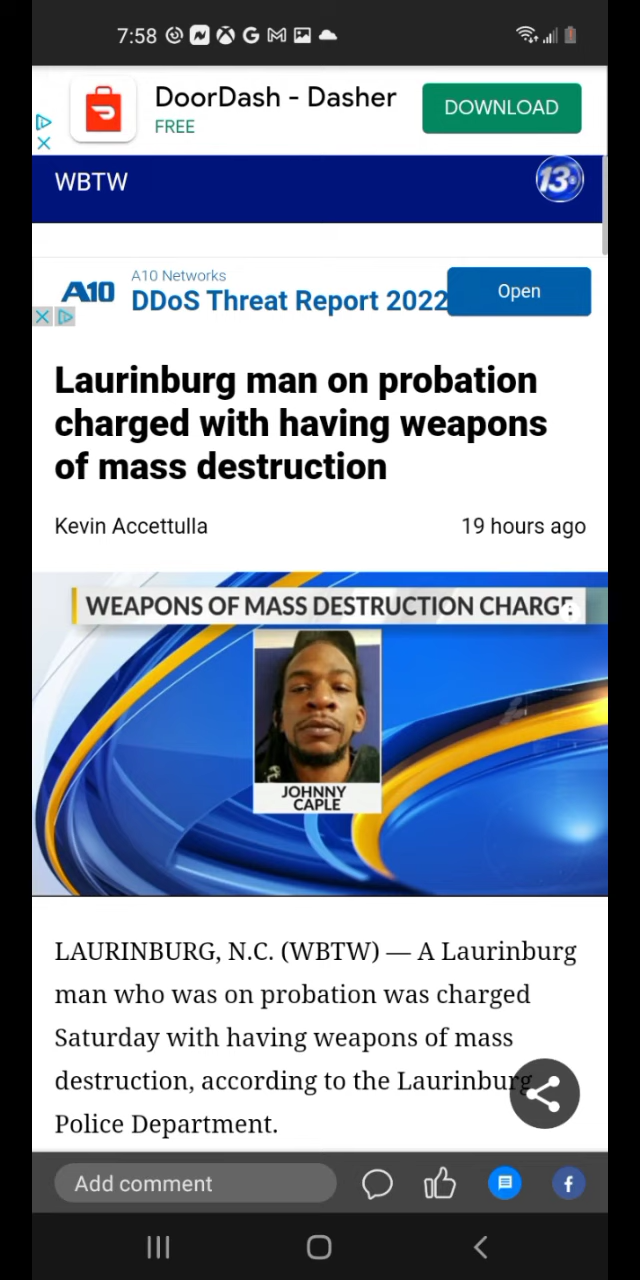 7:58
DoorDash - Dasher
FREE
DOWNLOAD
WBTW
13
A10 Networks
A10
DDoS Threat Report 2022
Open
Laurinburg man on probation
charged with having weapons
of mass destruction
Kevin Accettulla
19 hours ago
WEAPONS OF MASS DESTRUCTION CHARGE
JOHNNY
CAPLE
LAURINBURG, N.C. (WBTW) — A Laurinburg
man who was on probation was charged
Saturday with having weapons of mass
destruction, according to the Laurinburg
Police Department.
Add comment